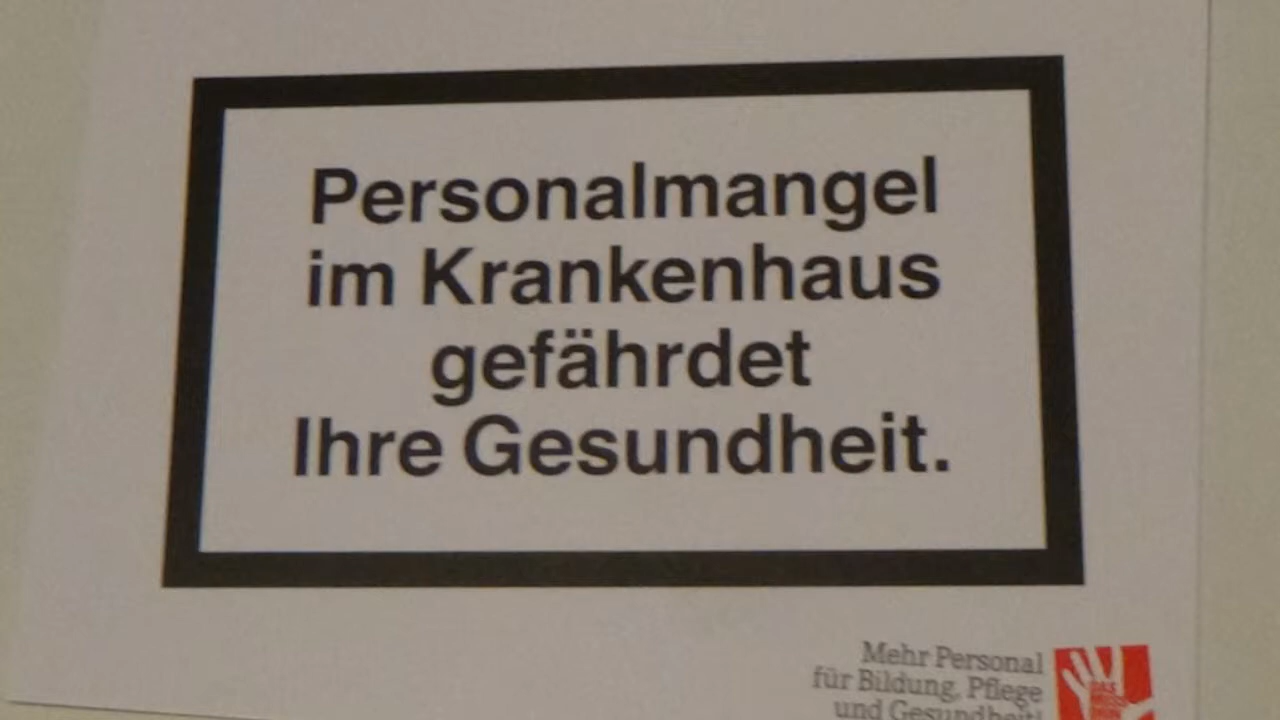 Personalmangel
im Krankenhaus
gefährdet
Ihre Gesundheit.
Mehr Personal
für Bildung, Pflege
und Gesundheit!